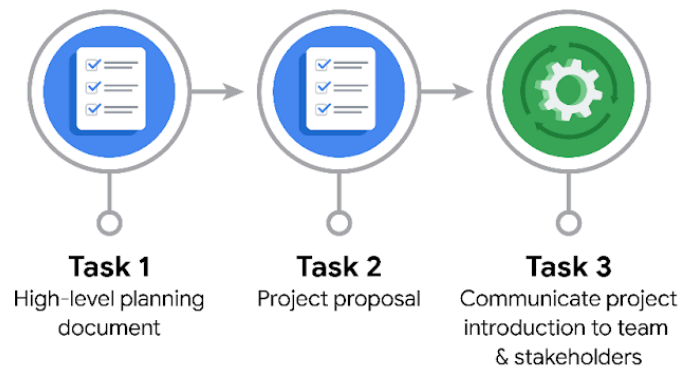 Task 1
High-level planning
document
Task 2
Project proposal
Task 3
Communicate project
introduction to team
& stakeholders